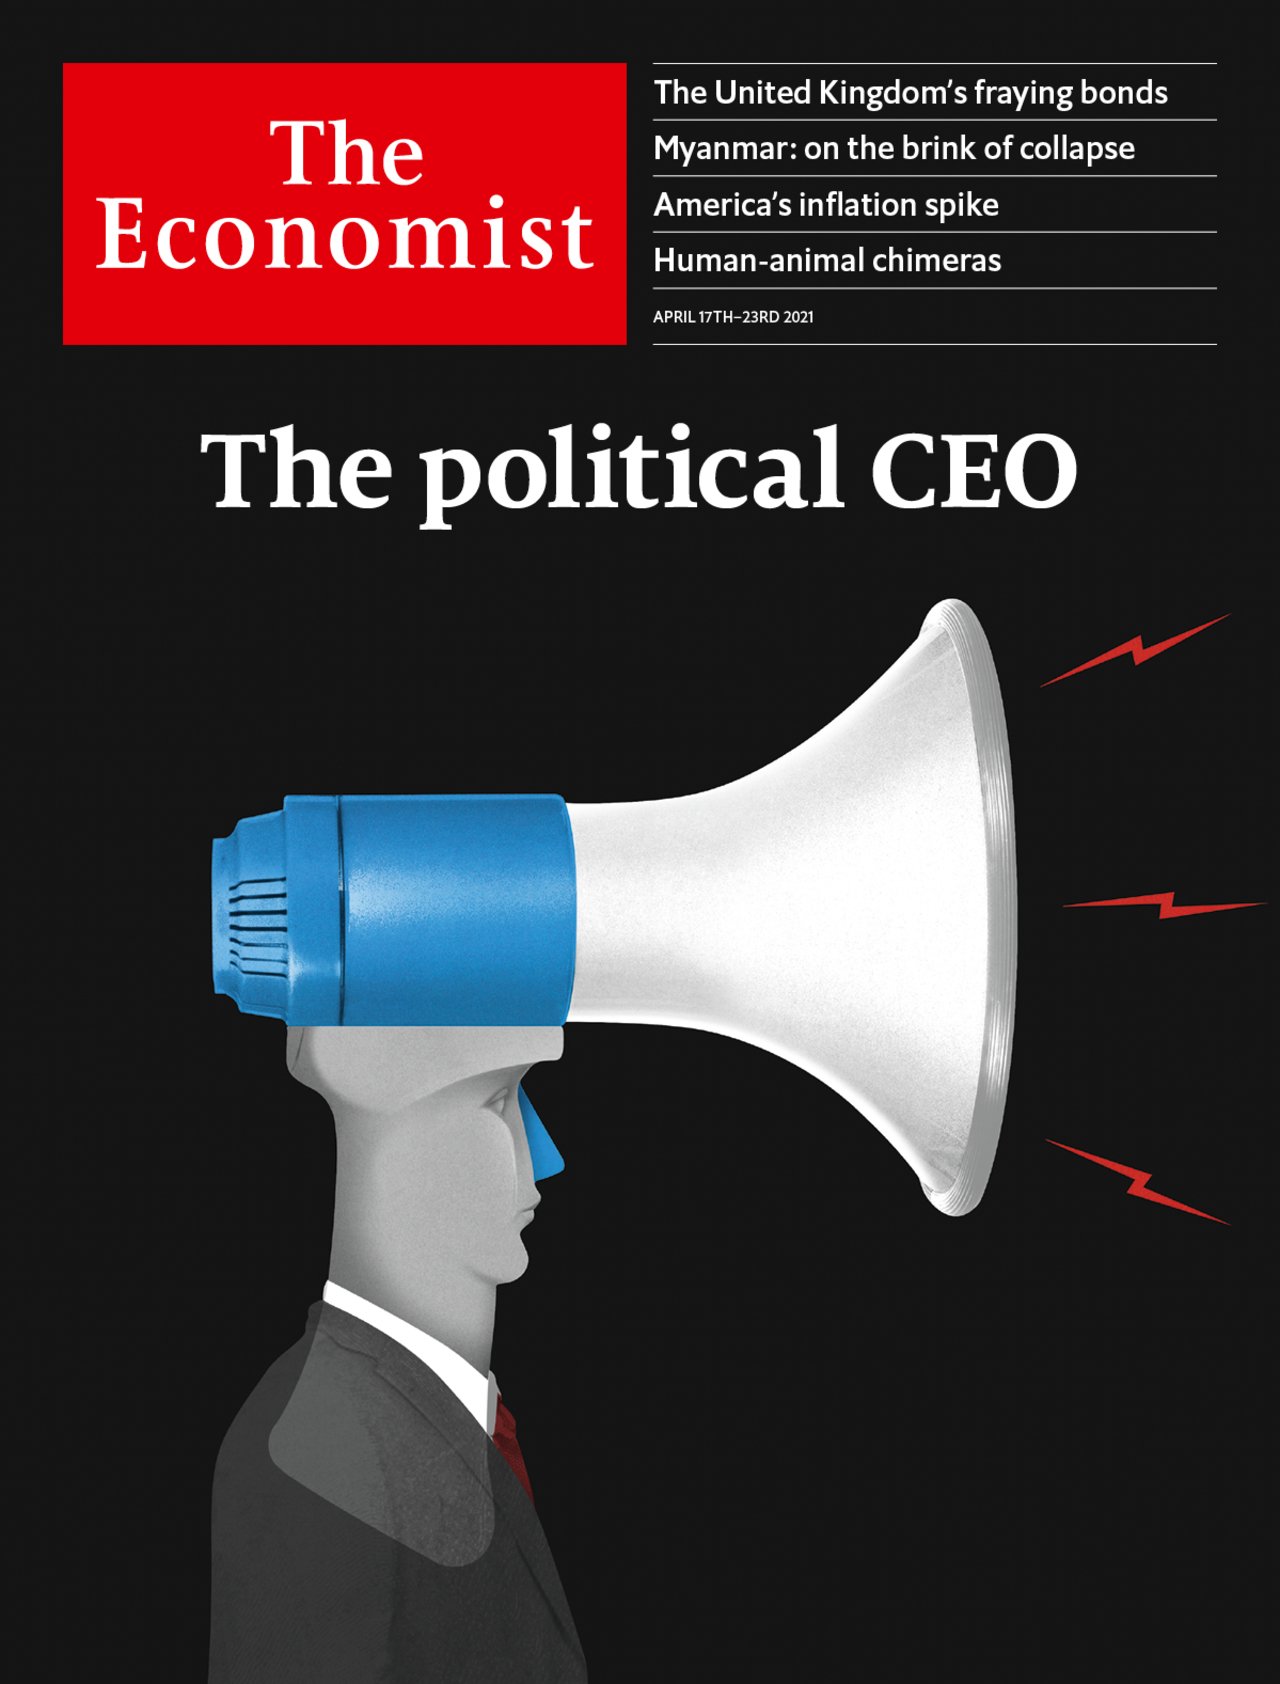 The
Economist
The United Kingdom's fraying bonds
Myanmar: on the brink of collapse
America's inflation spike
Human-animal chimeras
APRIL 17TH–23RD 2021
The political CEO